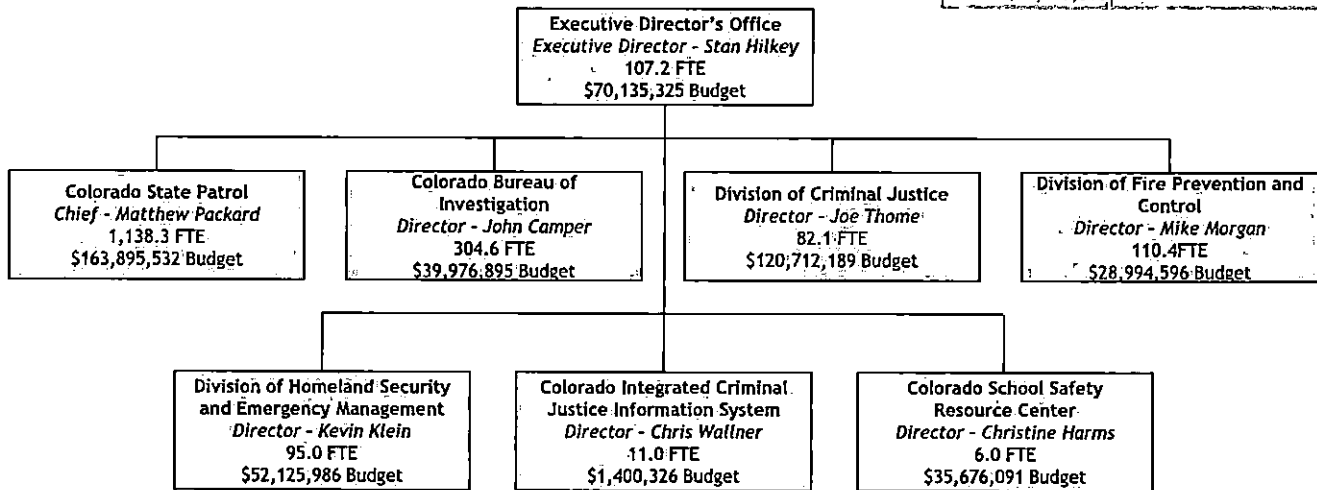 Executive Director's Office
Executive Director - Stan Hilkey
107.2 FTE
$70,135,325 Budget
Colorado State Patrol
Chief - Matthew Packard
1,138.3 FTE
$163,895,532 Budget
Colorado Bureau of
Investigation
Director - John Camper
304.6 FTE
$39,976,895 Budget
Division of Criminal Justice
Director - Joe Thome
82.1 FTE
$120,712,189 Budget
Division of Fire Prevention and
Control
Director - Mike Morgan
110.4FTE
$28,994,596 Budget
Division of Homeland Security
and Emergency Management
Director - Kevin Klein
95.0 FTE
$52,125,986 Budget
Colorado Integrated Criminal
Justice Information System
Director - Chris Wallner
11.0 FTE
$1,400,326 Budget
Colorado School Safety
Resource Center
Director - Christine Harms
6.0 FTE
$35,676,091 Budget